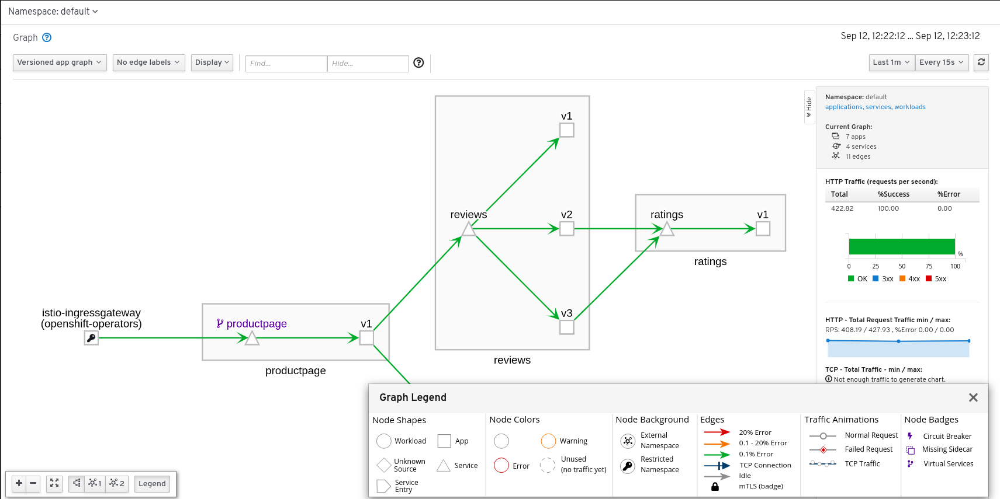 Namespace: default
Graph
Sep 12, 12:22:12 ... Sep 12, 12:23:12
Versioned app graph
No edge labels
Display
Find...
Hide...
Last 1m
Every 15s
Hide
Namespace: default
applications, services, workloads
Current Graph:
7 apps
4 services
11 edges
HTTP Traffic (requests per second):
Total %Success %Error
422.82 100.00 0.00
%
0 25 50 75 100
OK 3xx 4xx 5xx
HTTP - Total Request Traffic min / max:
RPS: 408.19 / 427.93 , %Error 0.00 / 0.00
TCP - Total Traffic - min / max:
Not enough traffic to generate chart.
v1
reviews
v2
v3
reviews
ratings
v1
ratings
istio-ingressgateway
(openshift-operators)
productpage
v1
productpage
Graph Legend
Node Shapes
Workload
App
Unknown
Source
Service
Service
Entry
Node Colors
Warning
Error
Unused
(no traffic yet)
Node Background
External
Namespace
Restricted
Namespace
Edges
20% Error
0.1 - 20% Error
0.1% Error
TCP Connection
Idle
mTLS (badge)
Traffic Animations
Normal Request
Failed Request
TCP Traffic
Node Badges
Circuit Breaker
Missing Sidecar
Virtual Services
1
2
Legend